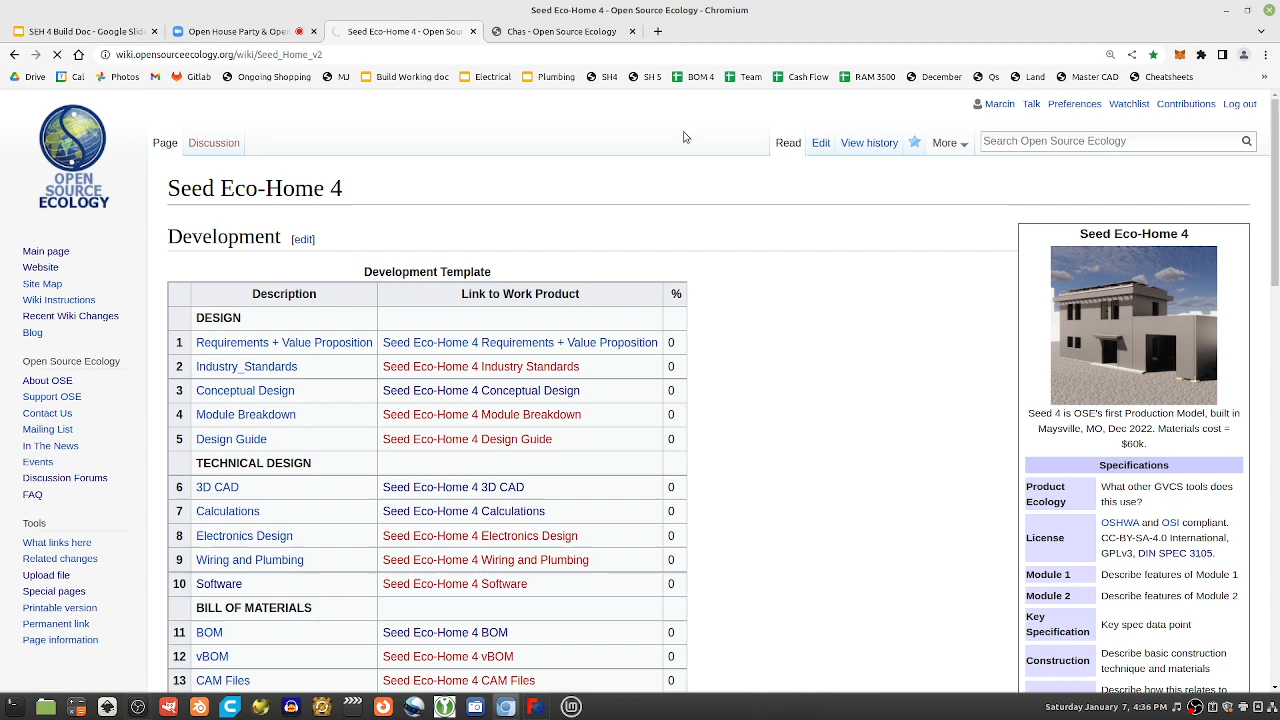 Seed Eco-Home 4 - Open Source Ecology - Chromium
SEH 4 Build Doc - Google Slid
Open House Party & Open
Seed Eco-Home 4 - Open Sour
Chas - Open Source Ecology
wiki.opensourceecology.org/wiki/Seed_Home_v2
Drive Cal Photos Gitlab Ongoing Shopping MJ Build Working doc Electrical Plumbing SH4 SH 5 BOM 4 Team Cash Flow RAM 3500 December Qs Land Master CAD Cheatsheets »
Marcin Talk Preferences Watchlist Contributions Log out
Page Discussion Read Edit View history More Search Open Source Ecology
OPEN
SOURCE
ECOLOGY
Main page
Website
Site Map
Wiki Instructions
Recent Wiki Changes
Blog
Open Source Ecology
About OSE
Support OSE
Contact Us
Mailing List
In The News
Events
Discussion Forums
FAQ
Tools
What links here
Related changes
Upload file
Special pages
Printable version
Permanent link
Page information
Seed Eco-Home 4
Development [edit]
Development Template
Description Link to Work Product %
DESIGN
1 Requirements + Value Proposition Seed Eco-Home 4 Requirements + Value Proposition 0
2 Industry_Standards Seed Eco-Home 4 Industry Standards 0
3 Conceptual Design Seed Eco-Home 4 Conceptual Design 0
4 Module Breakdown Seed Eco-Home 4 Module Breakdown 0
5 Design Guide Seed Eco-Home 4 Design Guide 0
TECHNICAL DESIGN
6 3D CAD Seed Eco-Home 4 3D CAD 0
7 Calculations Seed Eco-Home 4 Calculations 0
8 Electronics Design Seed Eco-Home 4 Electronics Design 0
9 Wiring and Plumbing Seed Eco-Home 4 Wiring and Plumbing 0
10 Software Seed Eco-Home 4 Software 0
BILL OF MATERIALS
11 BOM Seed Eco-Home 4 BOM 0
12 vBOM Seed Eco-Home 4 vBOM 0
13 CAM Files Seed Eco-Home 4 CAM Files 0
Seed Eco-Home 4
Seed 4 is OSE's first Production Model, built in
Maysville, MO, Dec 2022. Materials cost =
$60k.
Specifications
Product What other GVCS tools does
Ecology this use?
OSHWA and OSI compliant.
License CC-BY-SA-4.0 International,
GPLv3, DIN SPEC 3105.
Module 1 Describe features of Module 1
Module 2 Describe features of Module 2
Key
Specification Key spec data point
Construction Describe basic construction
technique and materials
Describe how this relates to
Saturday January 7, 4:36 PM